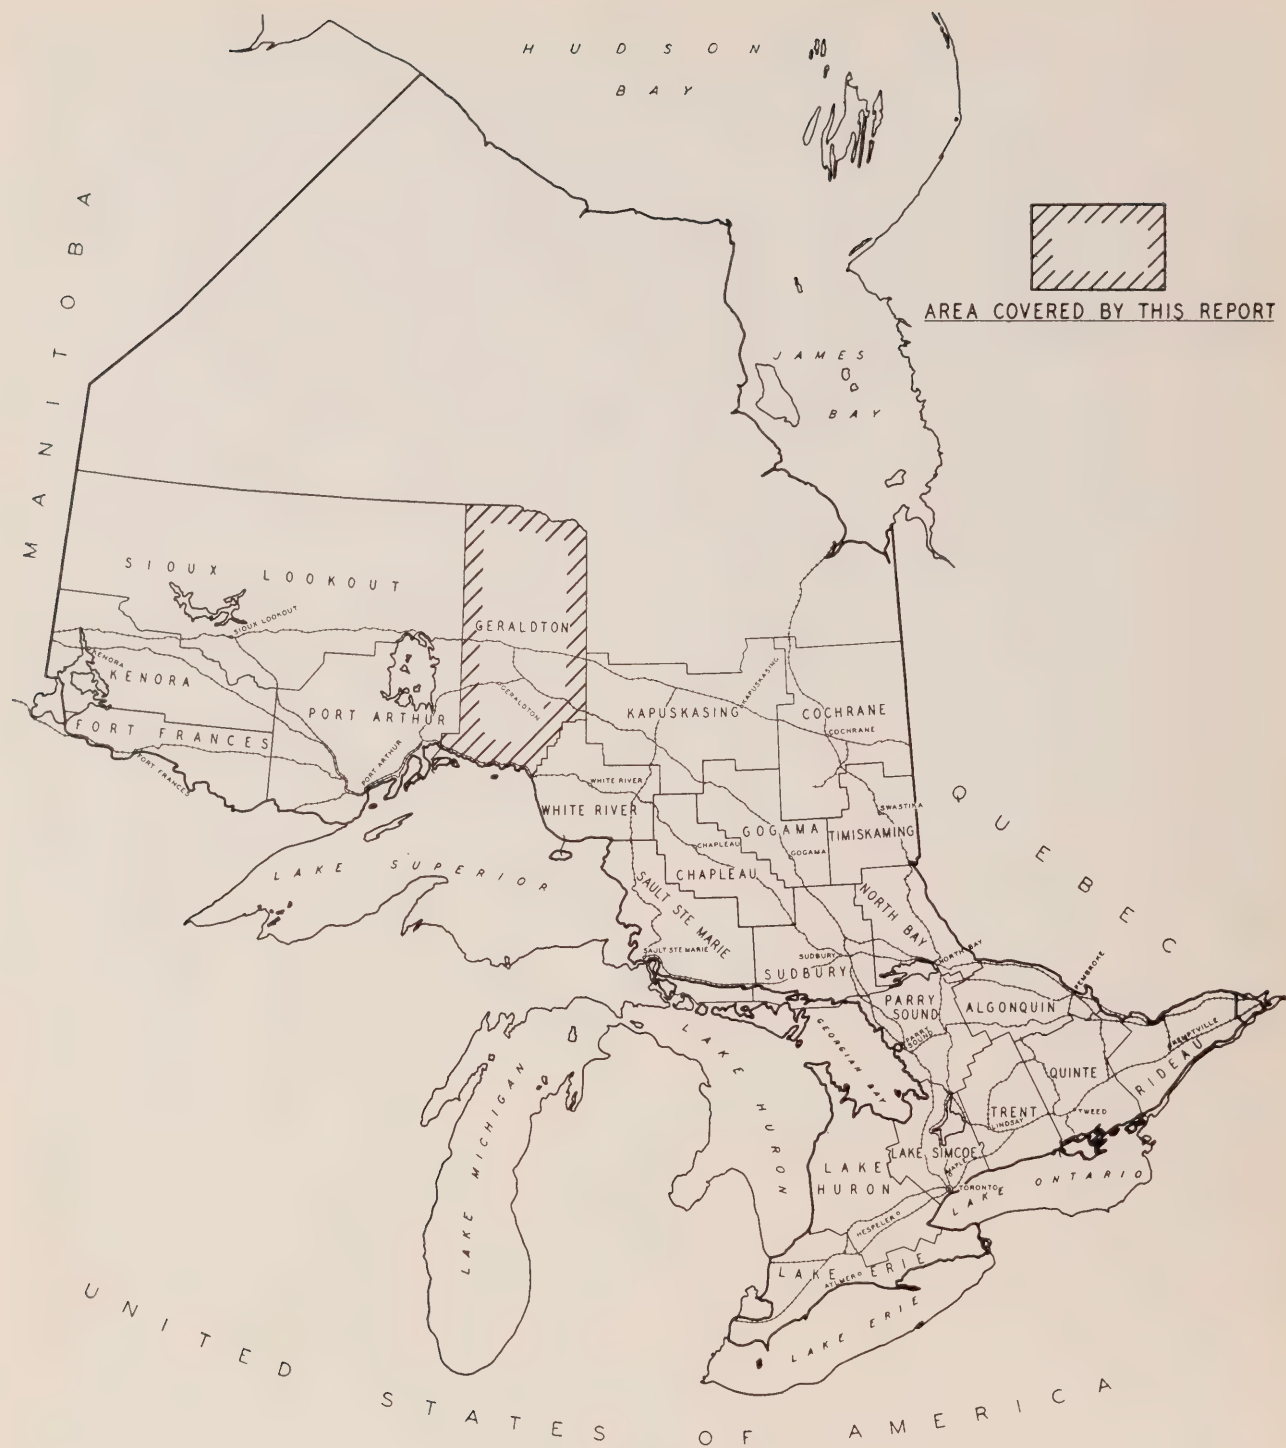 HUDSON
BAY
MANITOBA
AREA COVERED BY THIS REPORT
JAMES
BAY
SIOUX LOOKOUT
SIOUX LOOKOUT
GERALDTON
KENORA
KENORA
GERALDTON
PORT ARTHUR
KAPUSKASING
KAPUSKASING
COCHRANE
COCHRANE
FORT FRANCES
FORT FRANCES
PORT ARTHUR
WHITE RIVER
WHITE RIVER
SWASTIKA
GOGAMA
TIMISKAMING
CHAPLEAU
GOGAMA
CHAPLEAU
QUEBEC
LAKE SUPERIOR
SAULT STE MARIE
SAULT STE MARIE
NORTH BAY
NORTH BAY
SUDBURY
SUDBURY
PEMBROKE
PARRY
SOUND
ALGONQUIN
PARRY
SOUND
GEORGIAN BAY
KEMPTVILLE
RIDEAU
QUINTE
TRENT
LINDSAY
TWEED
LAKE HURON
LAKE MICHIGAN
LAKE SIMCOE
MAPLE
LAKE
HURON
TORONTO
LAKE ONTARIO
HESPELER
LAKE ERIE
AYLMER
LAKE ERIE
UNITED STATES OF AMERICA